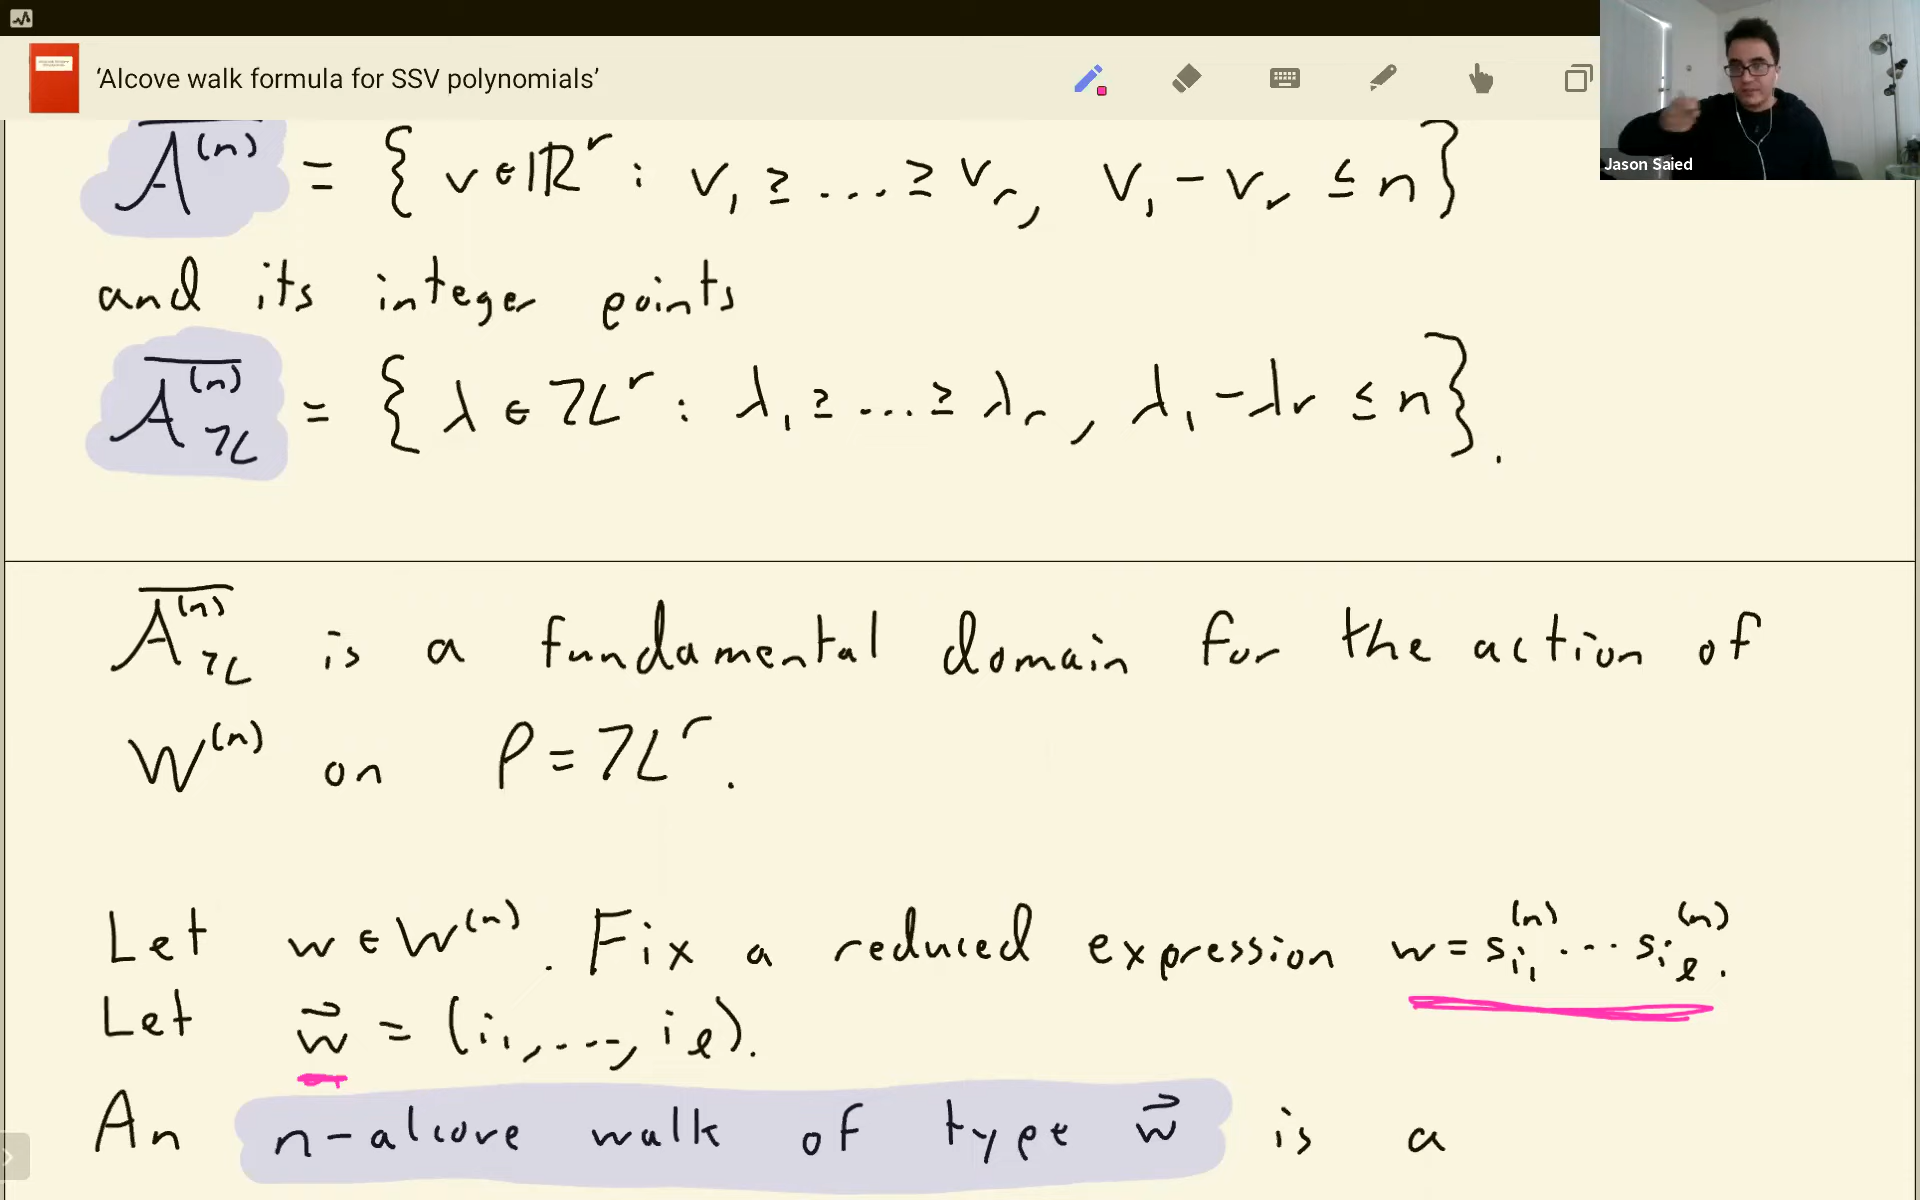 ‘Alcove walk formula for SSV polynomials’
Jason Saied
A̅^(n) = { v ∈ ℝ^r : v_1 ≥ ... ≥ v_r, v_1 - v_r ≤ n }
and its integer points
A̅_ℤ^(n) = { λ ∈ ℤ^r : λ_1 ≥ ... ≥ λ_r, λ_1 - λ_r ≤ n }.
A̅_ℤ^(n) is a fundamental domain for the action of
W^(n) on P = ℤ^r.
Let w ∈ W^(n). Fix a reduced expression w = s_{i_1}^(n) ... s_{i_ℓ}^(n).
Let w⃗ = (i_1, ..., i_ℓ).
An n-alcove walk of type w⃗ is a